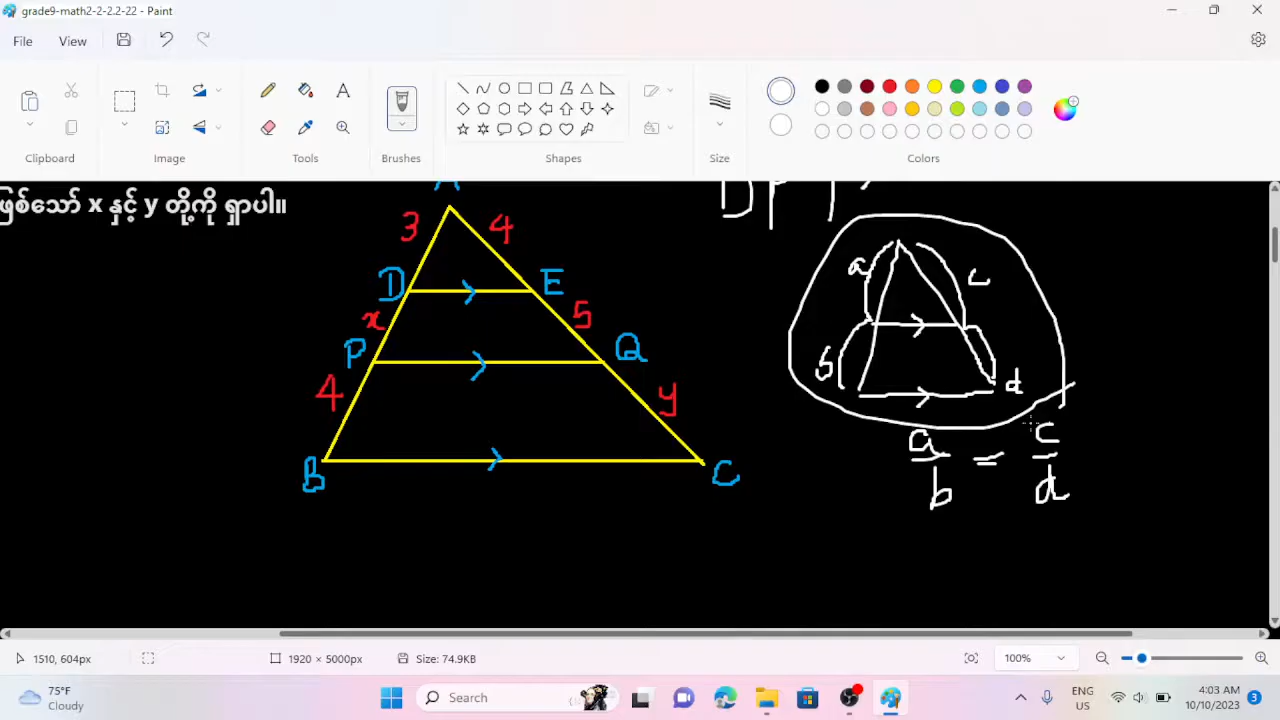 grade9-math2-2-2.2-22 - Paint
File View
Clipboard Image Tools Brushes Shapes Size Colors
ဖြစ်သော် x နှင့် y တို့ကို ရှာပါ။
A
3 4
D E
x 5
P Q
4 y
B C
a c
b d
a/b = c/d
1510, 604px 1920 × 5000px Size: 74.9KB 100%
75°F
Cloudy
Search
ENG
US
4:03 AM
10/10/2023
3